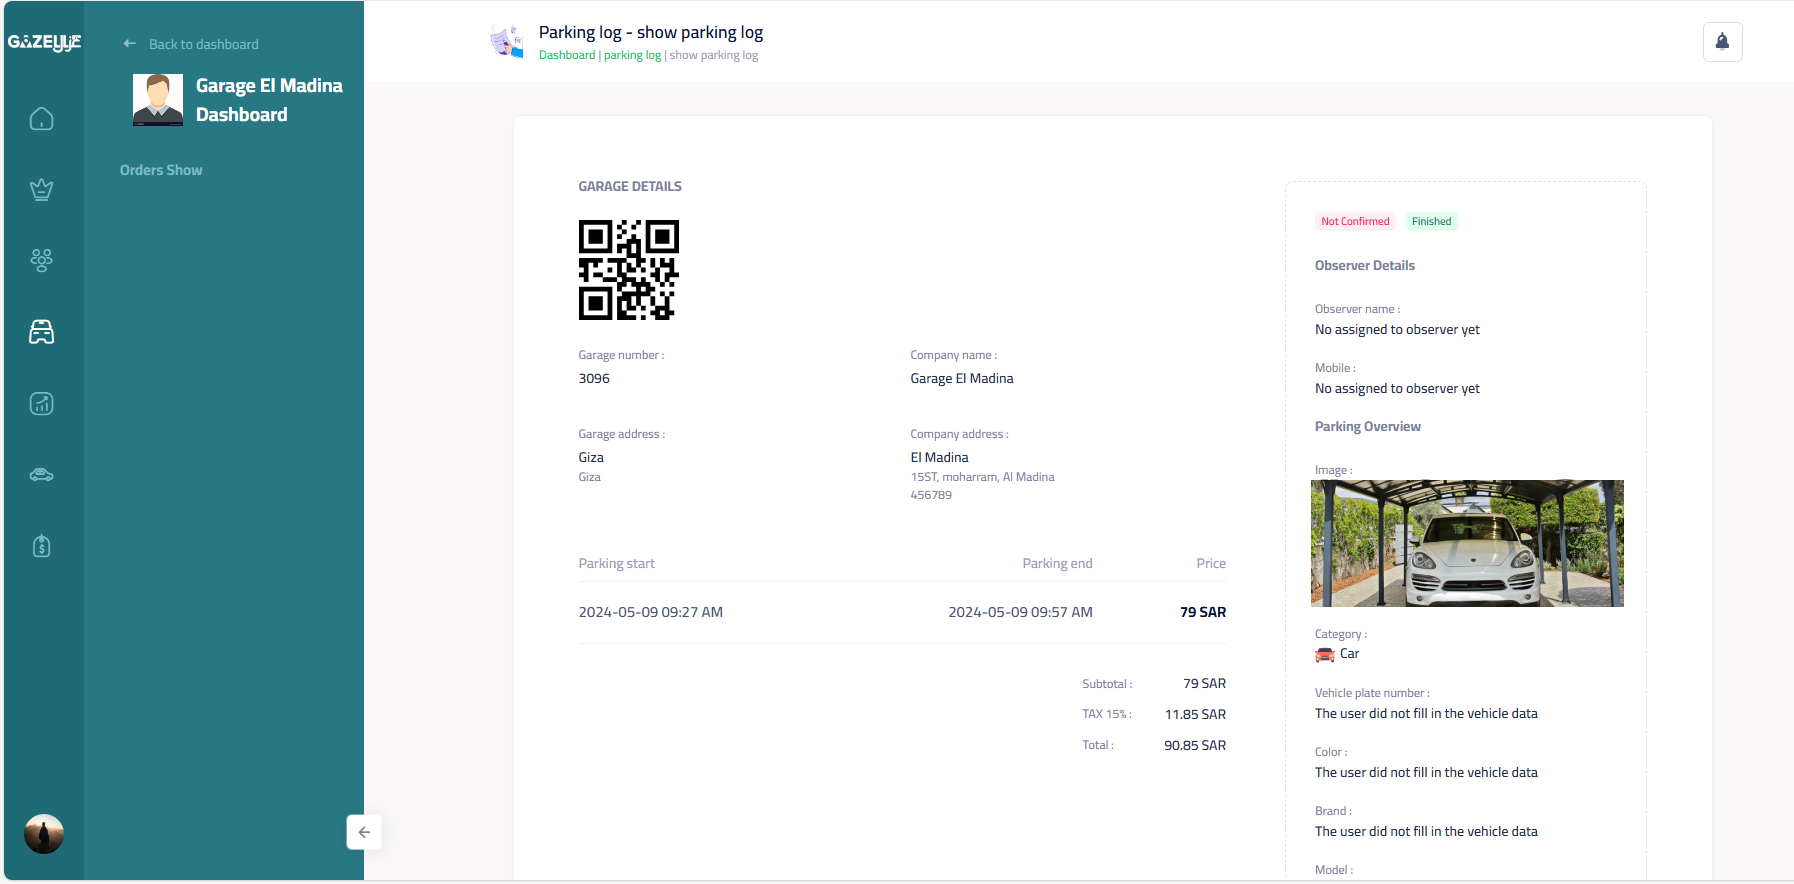 GAZELLE
Back to dashboard
Garage El Madina
Dashboard
Orders Show
Parking log - show parking log
Dashboard | parking log | show parking log
GARAGE DETAILS
Garage number :
3096
Company name :
Garage El Madina
Garage address :
Giza
Giza
Company address :
El Madina
15ST, moharram, Al Madina
456789
Parking start Parking end Price
2024-05-09 09:27 AM 2024-05-09 09:57 AM 79 SAR
Subtotal : 79 SAR
TAX 15% : 11.85 SAR
Total : 90.85 SAR
Not Confirmed Finished
Observer Details
Observer name :
No assigned to observer yet
Mobile :
No assigned to observer yet
Parking Overview
Image :
Category :
Car
Vehicle plate number :
The user did not fill in the vehicle data
Color :
The user did not fill in the vehicle data
Brand :
The user did not fill in the vehicle data
Model :